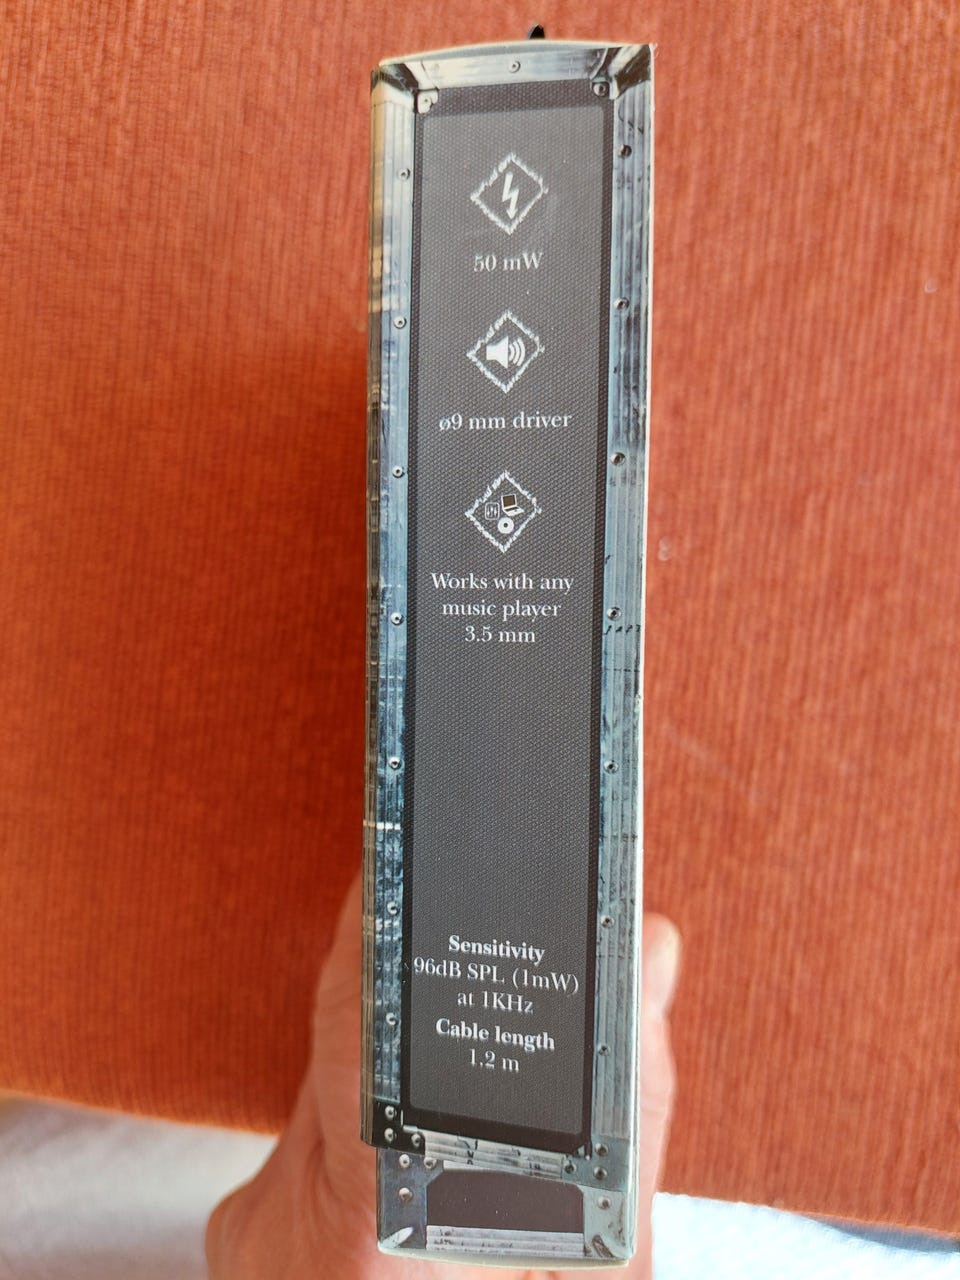 50 mW
ø9 mm driver
Works with any
music player
3.5 mm
Sensitivity
96dB SPL (1mW)
at 1KHz
Cable length
1.2 m